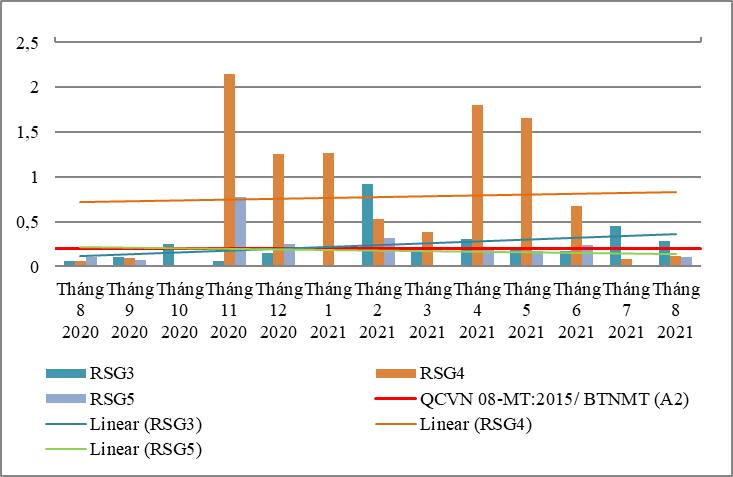 2,5
2
1,5
1
0,5
0
Tháng Tháng Tháng Tháng Tháng Tháng Tháng Tháng Tháng Tháng Tháng Tháng Tháng
8 9 10 11 12 1 2 3 4 5 6 7 8
2020 2020 2020 2020 2020 2021 2021 2021 2021 2021 2021 2021 2021
RSG3 RSG4
RSG5 QCVN 08-MT:2015/ BTNMT (A2)
Linear (RSG3) Linear (RSG4)
Linear (RSG5)